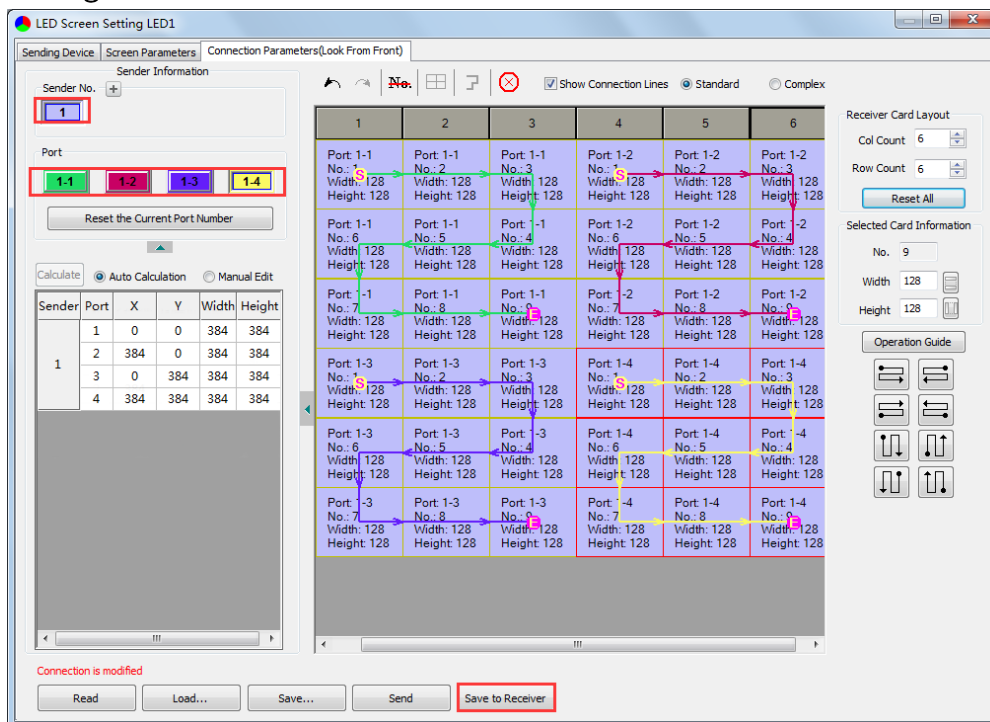 LED Screen Setting LED1
Sending Device Screen Parameters Connection Parameters(Look From Front)
Sender Information
Sender No. +
1
Port
1-1 1-2 1-3 1-4
Reset the Current Port Number
Calculate Auto Calculation Manual Edit
Sender Port X Y Width Height
1 0 0 384 384
1
2 384 0 384 384
3 0 384 384 384
4 384 384 384 384
No. Show Connection Lines Standard Complex
1 2 3 4 5 6
Port: 1-1 Port: 1-1 Port: 1-1 Port: 1-2 Port: 1-2 Port: 1-2
No.: 1 No.: 2 No.: 3 No.: 1 No.: 2 No.: 3
S S
Width: 128 Width: 128 Width: 128 Width: 128 Width: 128 Width: 128
Height: 128 Height: 128 Height: 128 Height: 128 Height: 128 Height: 128
Port: 1-1 Port: 1-1 Port: 1-1 Port: 1-2 Port: 1-2 Port: 1-2
No.: 6 No.: 5 No.: 4 No.: 6 No.: 5 No.: 4
Width: 128 Width: 128 Width: 128 Width: 128 Width: 128 Width: 128
Height: 128 Height: 128 Height: 128 Height: 128 Height: 128 Height: 128
Port: 1-1 Port: 1-1 Port: 1-1 Port: 1-2 Port: 1-2 Port: 1-2
No.: 7 No.: 8 No.: 9 No.: 7 No.: 8 No.: 9
E E
Width: 128 Width: 128 Width: 128 Width: 128 Width: 128 Width: 128
Height: 128 Height: 128 Height: 128 Height: 128 Height: 128 Height: 128
Port: 1-3 Port: 1-3 Port: 1-3 Port: 1-4 Port: 1-4 Port: 1-4
No.: 1 No.: 2 No.: 3 No.: 1 No.: 2 No.: 3
S S
Width: 128 Width: 128 Width: 128 Width: 128 Width: 128 Width: 128
Height: 128 Height: 128 Height: 128 Height: 128 Height: 128 Height: 128
Port: 1-3 Port: 1-3 Port: 1-3 Port: 1-4 Port: 1-4 Port: 1-4
No.: 6 No.: 5 No.: 4 No.: 6 No.: 5 No.: 4
Width: 128 Width: 128 Width: 128 Width: 128 Width: 128 Width: 128
Height: 128 Height: 128 Height: 128 Height: 128 Height: 128 Height: 128
Port: 1-3 Port: 1-3 Port: 1-3 Port: 1-4 Port: 1-4 Port: 1-4
No.: 7 No.: 8 No.: 9 No.: 7 No.: 8 No.: 9
E E
Width: 128 Width: 128 Width: 128 Width: 128 Width: 128 Width: 128
Height: 128 Height: 128 Height: 128 Height: 128 Height: 128 Height: 128
Receiver Card Layout
Col Count 6
Row Count 6
Reset All
Selected Card Information
No. 9
Width 128
Height 128
Operation Guide
Connection is modified
Read Load... Save... Send Save to Receiver